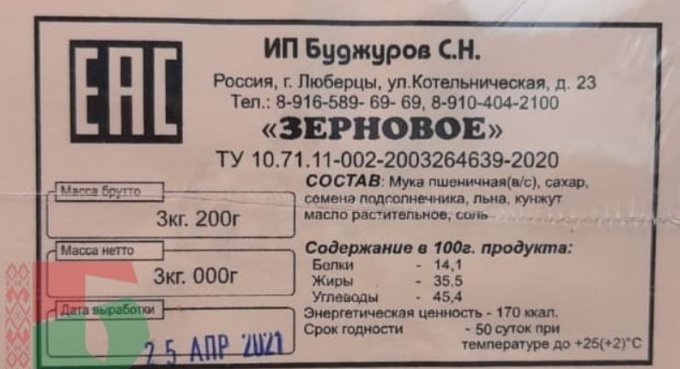 EAC
ИП Буджуров С.Н.
Россия, г. Люберцы, ул.Котельническая, д. 23
Тел.: 8-916-589- 69- 69, 8-910-404-2100
«ЗЕРНОВОЕ»
ТУ 10.71.11-002-2003264639-2020
Масса брутто
3кг. 200г
Масса нетто
3кг. 000г
Дата выработки
25 АПР 2021
СОСТАВ: Мука пшеничная(в/с), сахар,
семена подсолнечника, льна, кунжут
масло растительное, соль
Содержание в 100г. продукта:
Белки - 14,1
Жиры - 35,5
Углеводы - 45,4
Энергетическая ценность - 170 ккал.
Срок годности - 50 суток при
температуре до +25(+2)°С
Б